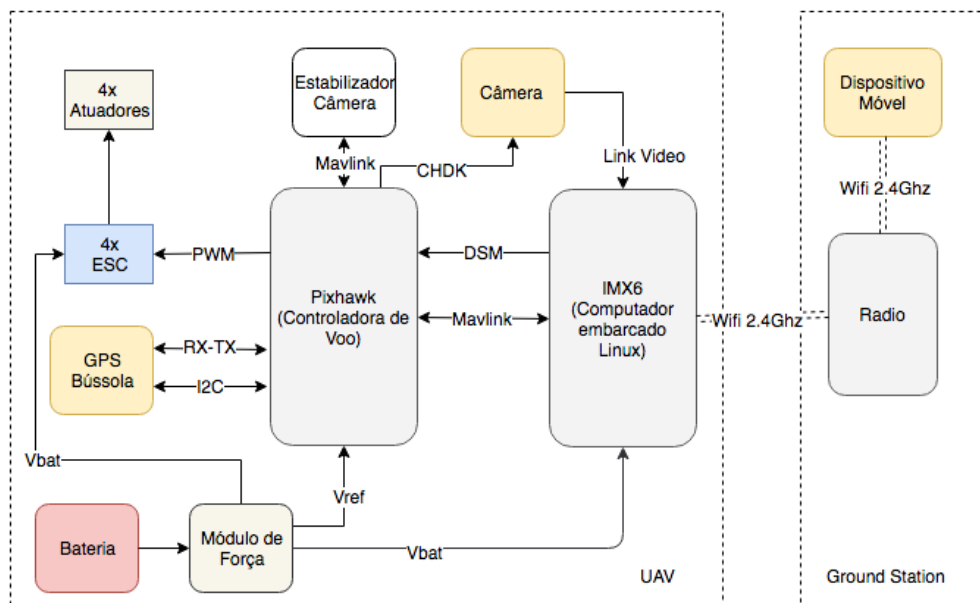 4x
Atuadores
Estabilizador
Câmera
Câmera
Dispositivo
Móvel
Mavlink
CHDK
Link Video
Wifi 2.4Ghz
4x
ESC
PWM
DSM
Pixhawk
(Controladora de
Voo)
IMX6
(Computador
embarcado
Linux)
Mavlink
Wifi 2.4Ghz
Radio
GPS
Bússola
RX-TX
I2C
Vbat
Vref
Bateria
Módulo de
Força
Vbat
UAV
Ground Station